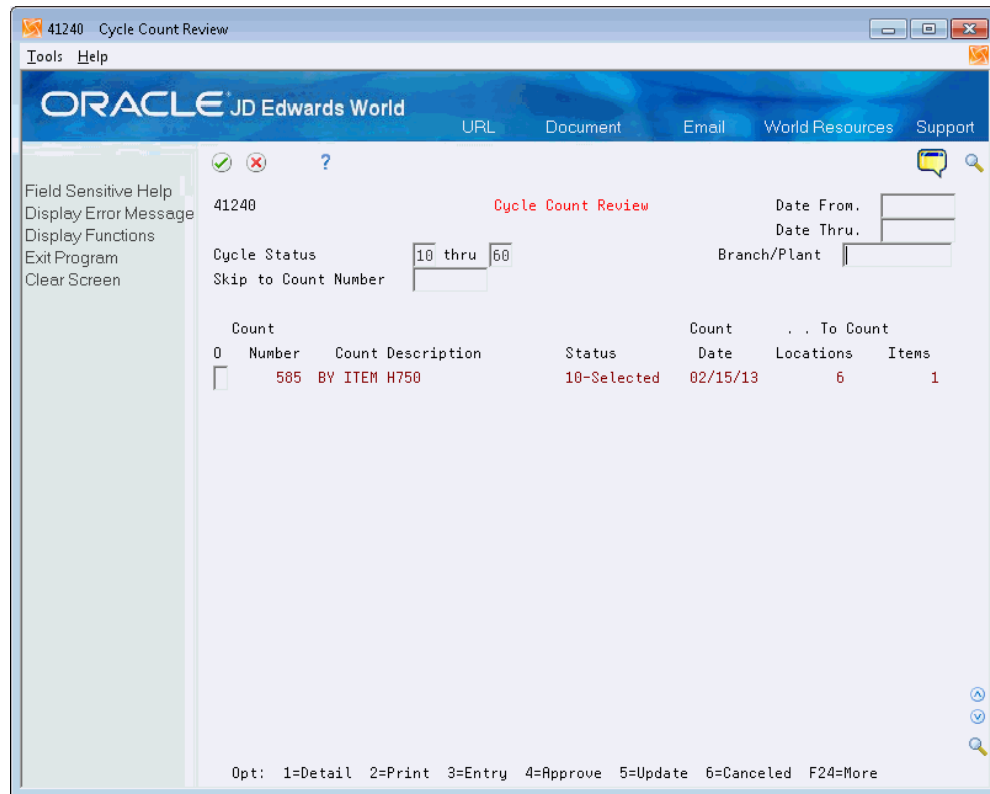 41240 Cycle Count Review
Tools Help
ORACLE JD Edwards World
URL Document Email World Resources Support
?
Field Sensitive Help
Display Error Message
Display Functions
Exit Program
Clear Screen
41240 Cycle Count Review Date From.
Date Thru.
Cycle Status 10 thru 60 Branch/Plant
Skip to Count Number
Count Count . . To Count
O Number Count Description Status Date Locations Items
585 BY ITEM H750 10-Selected 02/15/13 6 1
Opt: 1=Detail 2=Print 3=Entry 4=Approve 5=Update 6=Canceled F24=More